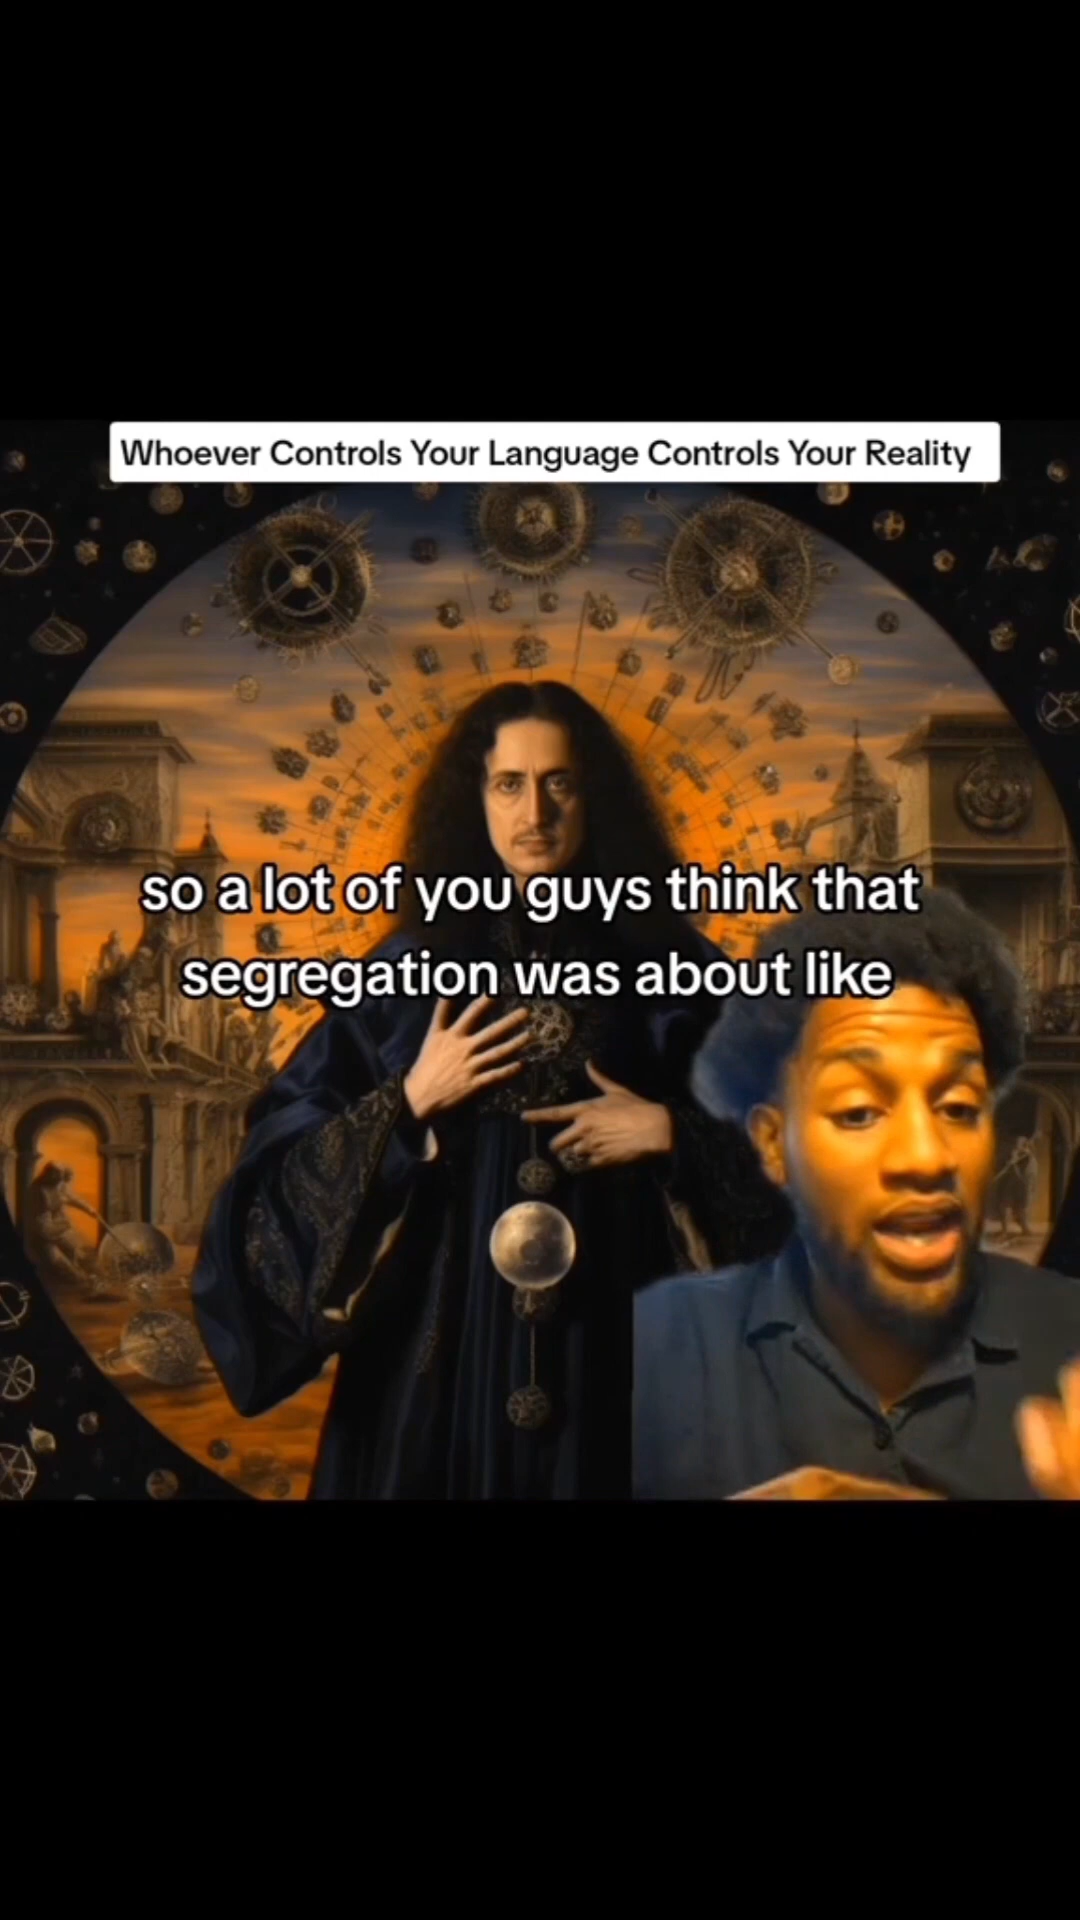 Whoever Controls Your Language Controls Your Reality
so a lot of you guys think that
segregation was about like